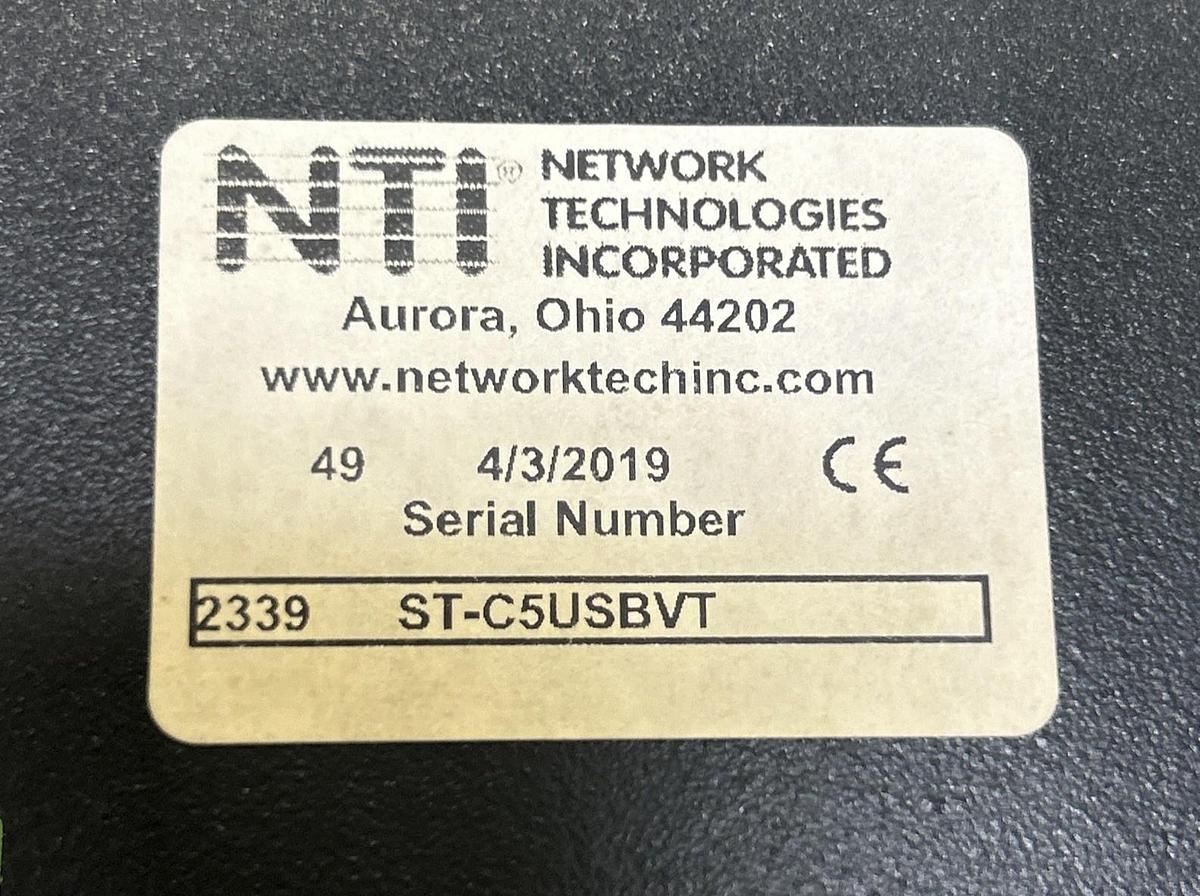 NTI® NETWORK
TECHNOLOGIES
INCORPORATED
Aurora, Ohio 44202
www.networktechinc.com
49 4/3/2019 CE
Serial Number
2339 ST-C5USBVT